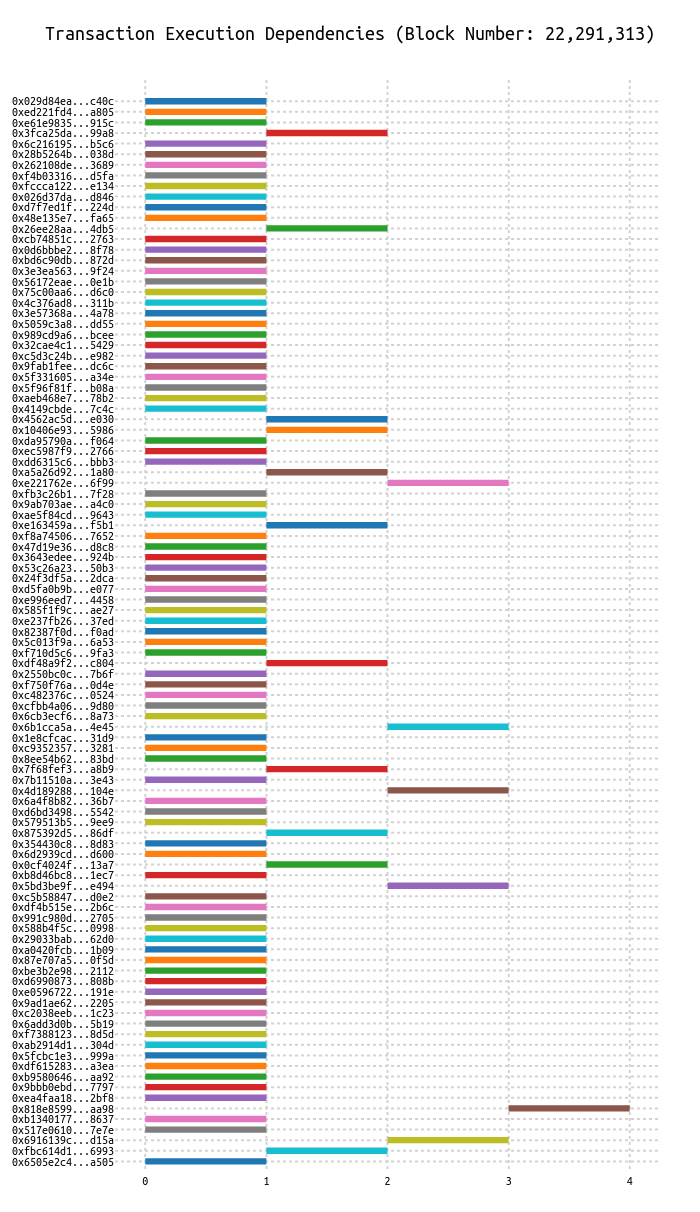 Transaction Execution Dependencies (Block Number: 22,291,313)
0x029d84ea...c40c
0xed221fd4...a805
0xe61e9835...915c
0x3fca25da...99a8
0x6c216195...b5c6
0x28b5264b...038d
0x262108de...3689
0xf4b03316...d5fa
0xfccca122...e134
0x026d37da...d846
0xd7f7ed1f...224d
0x48e135e7...fa65
0x26ee28aa...4db5
0xcb74851c...2763
0x0d6bbbe2...8f78
0xbd6c90db...872d
0x3e3ea563...9f24
0x56172eae...0e1b
0x75c00aa6...d6c0
0x4c376ad8...311b
0x3e57368a...4a78
0x5059c3a8...dd55
0x989cd9a6...bcee
0x32cae4c1...5429
0xc5d3c24b...e982
0x9fab1fee...dc6c
0x5f331605...a34e
0x5f96f81f...b08a
0xaeb468e7...78b2
0x4149cbde...7c4c
0x4562ac5d...e030
0x10406e93...5986
0xda95790a...f064
0xec5987f9...2766
0xdd6315c6...bbb3
0xa5a26d92...1a80
0xe221762e...6f99
0xfb3c26b1...7f28
0x9ab703ae...a4c0
0xae5f84cd...9643
0xe163459a...f5b1
0xf8a74506...7652
0x47d19e36...d8c8
0x3643edee...924b
0x53c26a23...50b3
0x24f3df5a...2dca
0xd5fa0b9b...e077
0xe996eed7...4458
0x585f1f9c...ae27
0xe237fb26...37ed
0x82387f0d...f0ad
0x5c013f9a...6a53
0xf710d5c6...9fa3
0xdf48a9f2...c804
0x2550bc0c...7b6f
0xf750f76a...0d4e
0xc482376c...0524
0xcfbb4a06...9d80
0x6cb3ecf6...8a73
0x6b1cca5a...4e45
0x1e8cfcac...31d9
0xc9352357...3281
0x8ee54b62...83bd
0x7f68fef3...a8b9
0x7b11510a...3e43
0x4d189288...104e
0x6a4f8b82...36b7
0xd6bd3498...5542
0x579513b5...9ee9
0x875392d5...86df
0x354430c8...8d83
0x6d2939cd...d600
0x0cf4024f...13a7
0xb8d46bc8...1ec7
0x5bd3be9f...e494
0xc5b58847...d0e2
0xdf4b515e...2b6c
0x991c980d...2705
0x588b4f5c...0998
0x29033bab...62d0
0xa0420fcb...1b09
0x87e707a5...0f5d
0xbe3b2e98...2112
0xd6990873...808b
0xe0596722...191e
0x9ad1ae62...2205
0xc2038eeb...1c23
0x6add3d0b...5b19
0xf7388123...8d5d
0xab2914d1...304d
0x5fcbc1e3...999a
0xdf615283...a3ea
0xb9580646...aa92
0x9bbb0ebd...7797
0xea4faa18...2bf8
0x818e8599...aa98
0xb1340177...8637
0x517e0610...7e7e
0x6916139c...d15a
0xfbc614d1...6993
0x6505e2c4...a505
0 1 2 3 4